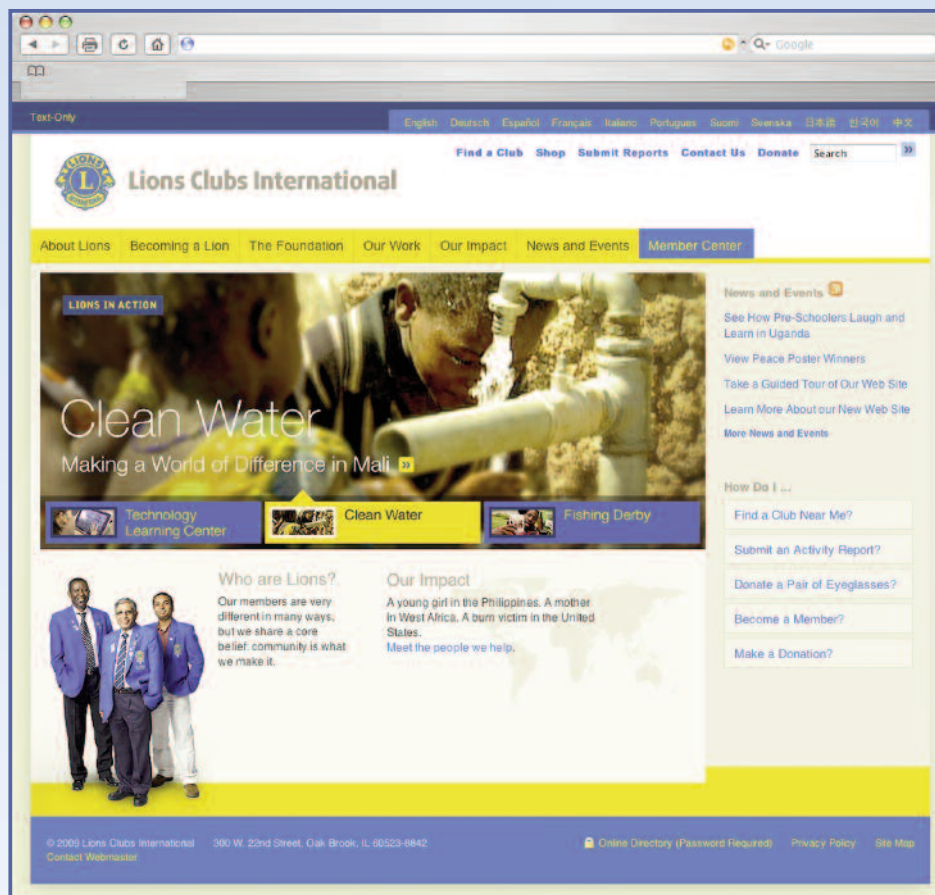 Google
Text-Only
English Deutsch Español Français Italiano Portugues Suomi Svenska 日本語 한국어 中文
Find a Club Shop Submit Reports Contact Us Donate Search »
LIONS
L
INTERNATIONAL
Lions Clubs International
About Lions Becoming a Lion The Foundation Our Work Our Impact News and Events Member Center
LIONS IN ACTION
Clean Water
Making a World of Difference in Mali »
Technology
Learning Center
Clean Water
Fishing Derby
News and Events
See How Pre-Schoolers Laugh and
Learn in Uganda
View Peace Poster Winners
Take a Guided Tour of Our Web Site
Learn More About our New Web Site
More News and Events
How Do I ...
Find a Club Near Me?
Submit an Activity Report?
Donate a Pair of Eyeglasses?
Become a Member?
Make a Donation?
Who are Lions?
Our members are very
different in many ways,
but we share a core
belief: community is what
we make it.
Our Impact
A young girl in the Philippines. A mother
in West Africa. A burn victim in the United
States.
Meet the people we help.
© 2009 Lions Clubs International 300 W. 22nd Street, Oak Brook, IL 60523-8842
Contact Webmaster
Online Directory (Password Required) Privacy Policy Site Map